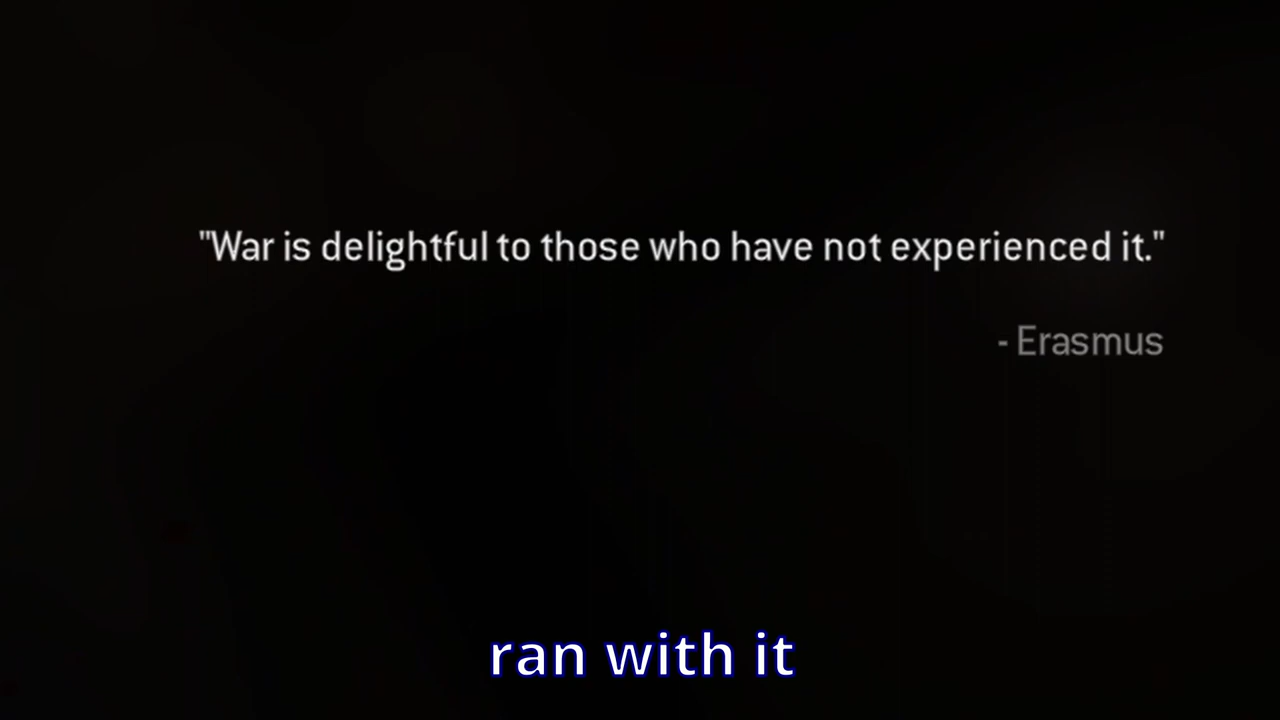 "War is delightful to those who have not experienced it."
- Erasmus
ran with it